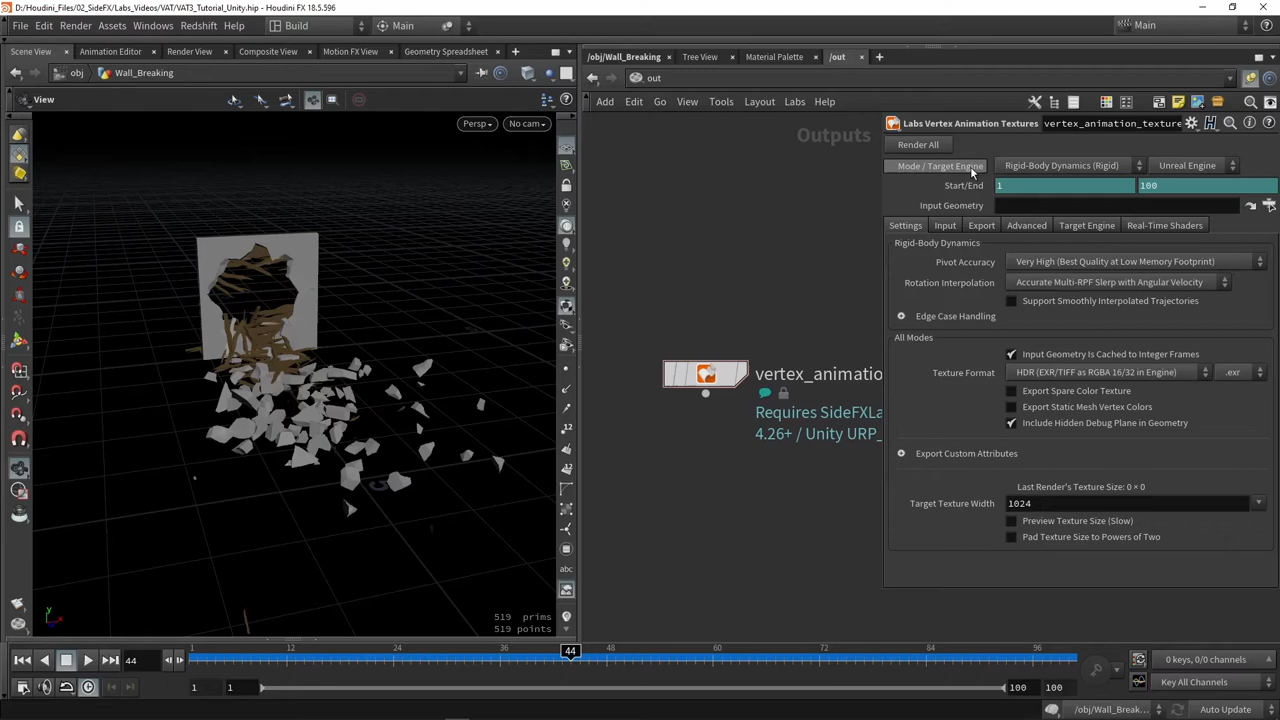 D:/Houdini_Files/02_SideFX/Labs_Videos/VAT/VAT3_Tutorial_Unity.hip - Houdini FX 18.5.596
File Edit Render Assets Windows Redshift Help Build Main Main
Scene View Animation Editor Render View Composite View Motion FX View Geometry Spreadsheet
/obj/Wall_Breaking Tree View Material Palette /out
obj Wall_Breaking
out
View
Add Edit Go View Tools Layout Labs Help
Persp No cam
Outputs
Labs Vertex Animation Textures vertex_animation_texture
Render All
Mode / Target Engine Rigid-Body Dynamics (Rigid) Unreal Engine
Start/End 1 100
Input Geometry
Settings Input Export Advanced Target Engine Real-Time Shaders
Rigid-Body Dynamics
Pivot Accuracy Very High (Best Quality at Low Memory Footprint)
Rotation Interpolation Accurate Multi-RPF Slerp with Angular Velocity
Support Smoothly Interpolated Trajectories
Edge Case Handling
All Modes
Input Geometry Is Cached to Integer Frames
Texture Format HDR (EXR/TIFF as RGBA 16/32 in Engine) .exr
Export Spare Color Texture
Export Static Mesh Vertex Colors
Include Hidden Debug Plane in Geometry
Export Custom Attributes
Last Render's Texture Size: 0 × 0
Target Texture Width 1024
Preview Texture Size (Slow)
Pad Texture Size to Powers of Two
vertex_animatio
Requires SideFXLa
4.26+ / Unity URP_
12
12
abc
519 prims
519 points
y
44
1 12 24 36 44 48 60 72 84 96
1 1 100 100
0 keys, 0/0 channels
Key All Channels
/obj/Wall_Break... Auto Update